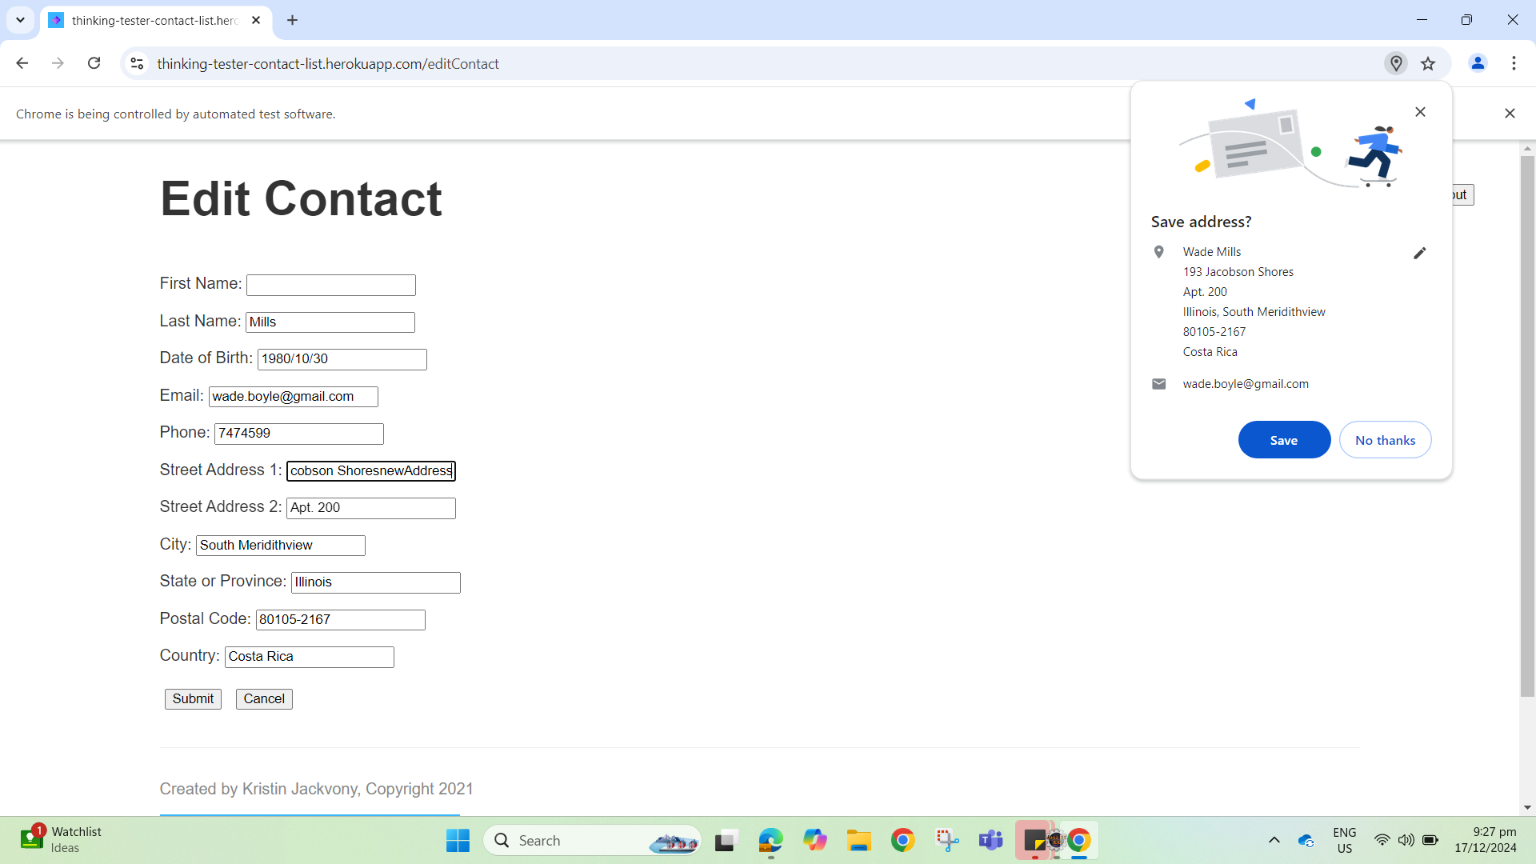 thinking-tester-contact-list.herc
thinking-tester-contact-list.herokuapp.com/editContact
Chrome is being controlled by automated test software.
Edit Contact
out
First Name:
Last Name: Mills
Date of Birth: 1980/10/30
Email: wade.boyle@gmail.com
Phone: 7474599
Street Address 1: cobson ShoresnewAddress
Street Address 2: Apt. 200
City: South Meridithview
State or Province: Illinois
Postal Code: 80105-2167
Country: Costa Rica
Submit Cancel
Created by Kristin Jackvony, Copyright 2021
Save address?
Wade Mills
193 Jacobson Shores
Apt. 200
Illinois, South Meridithview
80105-2167
Costa Rica
wade.boyle@gmail.com
Save No thanks
1
Watchlist
Ideas
Search
ENG
US
9:27 pm
17/12/2024